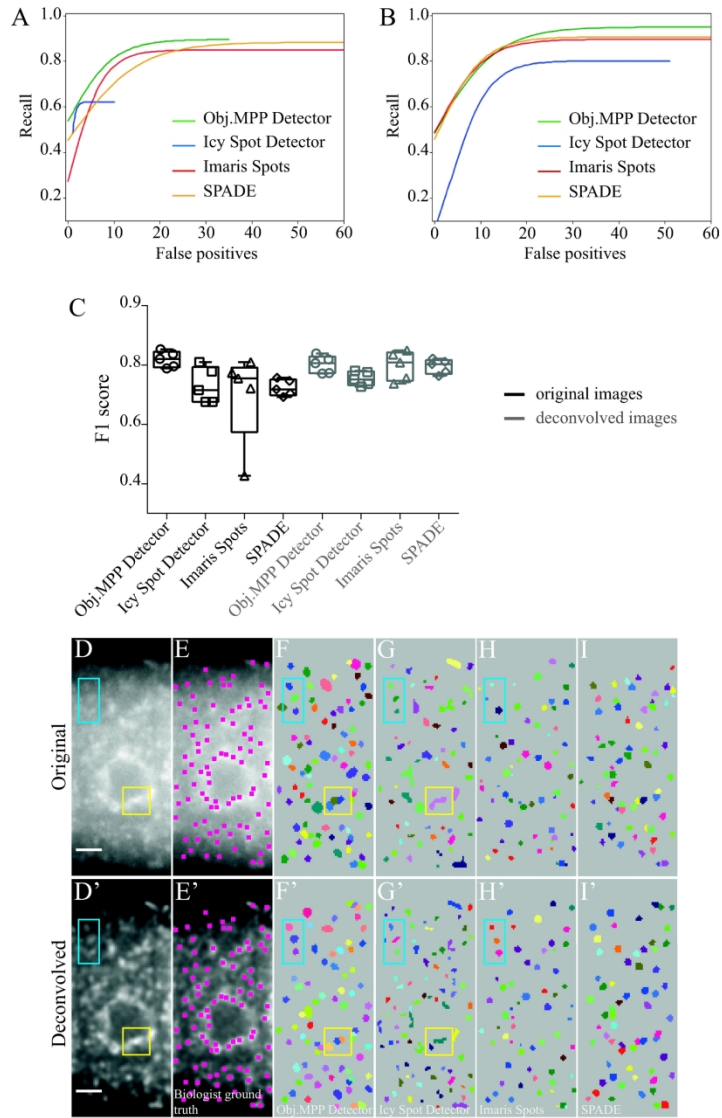 A
1.0
0.8
0.6
0.4
0.2
Recall
Obj.MPP Detector
Icy Spot Detector
Imaris Spots
SPADE
0 10 20 30 40 50 60
False positives
B
1.0
0.8
0.6
0.4
0.2
Recall
Obj.MPP Detector
Icy Spot Detector
Imaris Spots
SPADE
0 10 20 30 40 50 60
False positives
C
0.9
0.8
0.6
0.4
F1 score
original images
deconvolved images
Obj.MPP Detector
Icy Spot Detector
Imaris Spots
SPADE
Obj.MPP Detector
Icy Spot Detector
Imaris Spots
SPADE
D E F G H I
Original
D' E' F' G' H' I'
Deconvolved
Biologist ground
truth
Obj.MPP Detector
Icy Spot Detector
Imaris Spots
SPADE